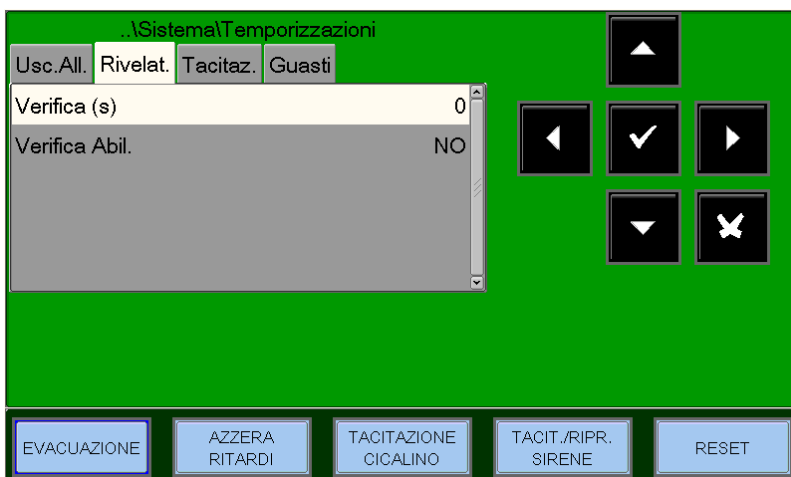 ..\Sistema\Temporizzazioni
Usc.All. Rivelat. Tacitaz. Guasti
Verifica (s) 0
Verifica Abil. NO
EVACUAZIONE
AZZERA
RITARDI
TACITAZIONE
CICALINO
TACIT./RIPR.
SIRENE
RESET